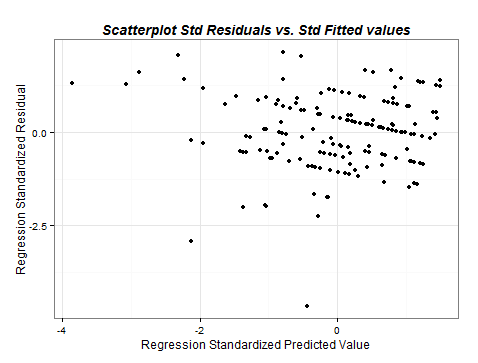 Scatterplot Std Residuals vs. Std Fitted values
Regression Standardized Residual
0.0
-2.5
-4
-2
0
Regression Standardized Predicted Value